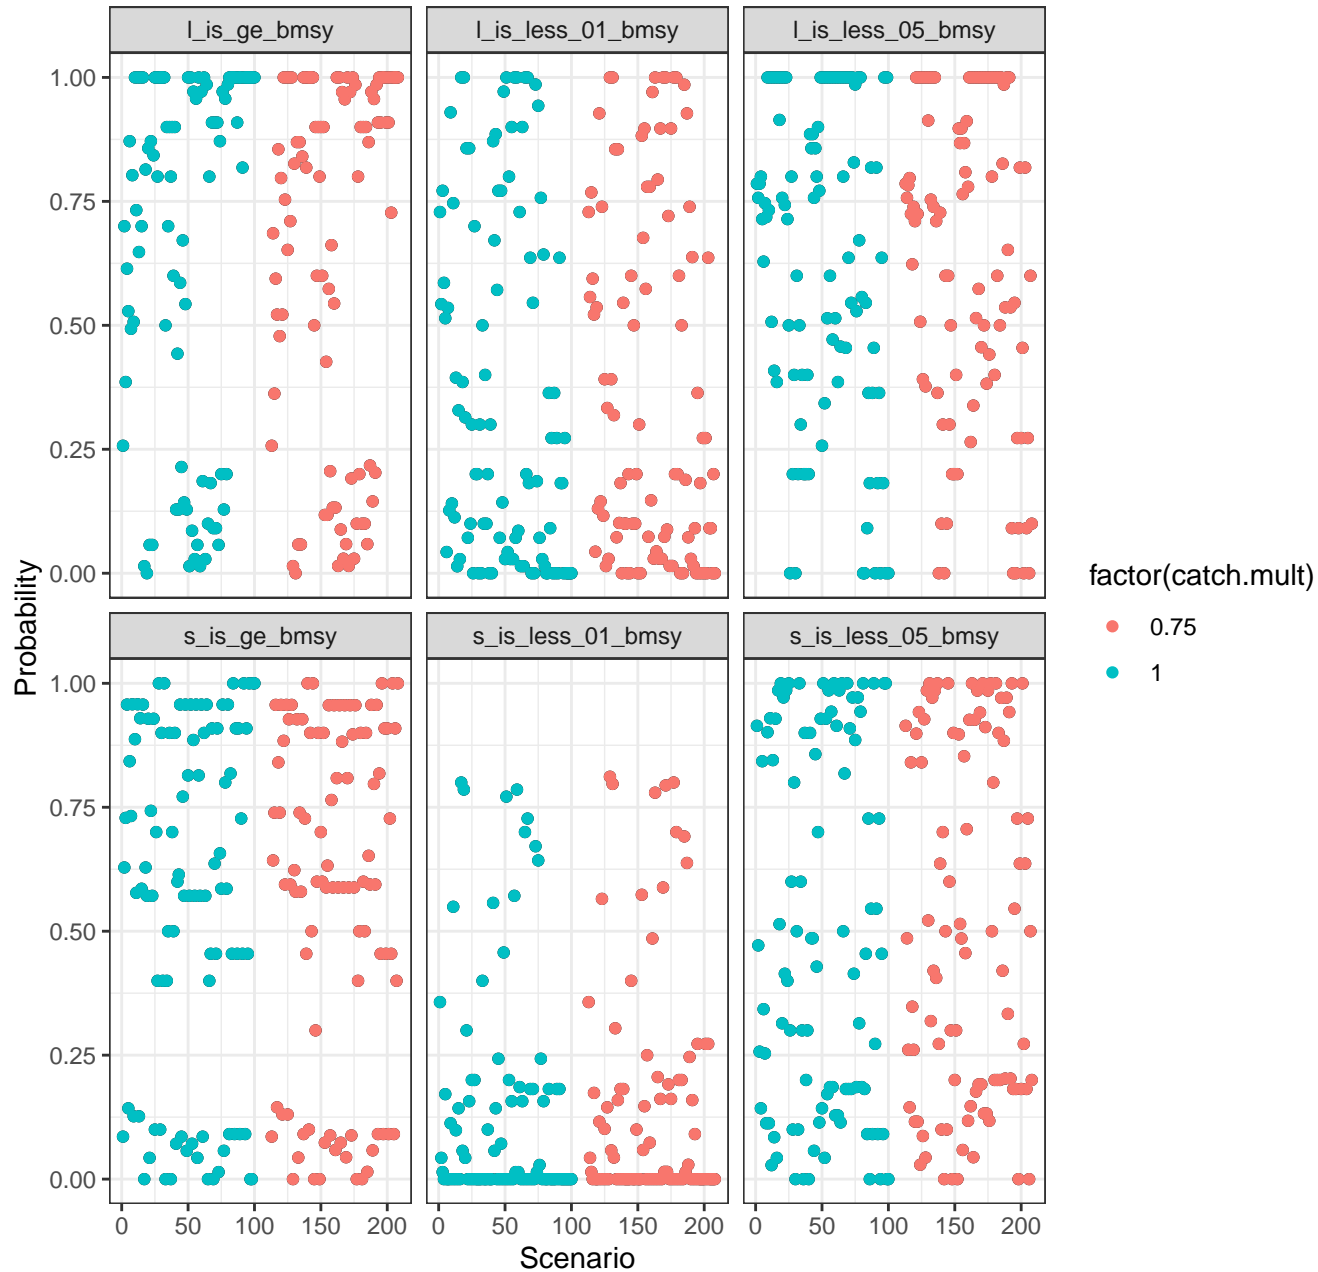 l_is_ge_bmsy
l_is_less_01_bmsy
l_is_less_05_bmsy
1.00
0.75
0.50
0.25
0.00
s_is_ge_bmsy
s_is_less_01_bmsy
s_is_less_05_bmsy
1.00
0.75
0.50
0.25
0.00
0 50 100 150 200
0 50 100 150 200
0 50 100 150 200
Scenario
Probability
factor(catch.mult)
0.75
1